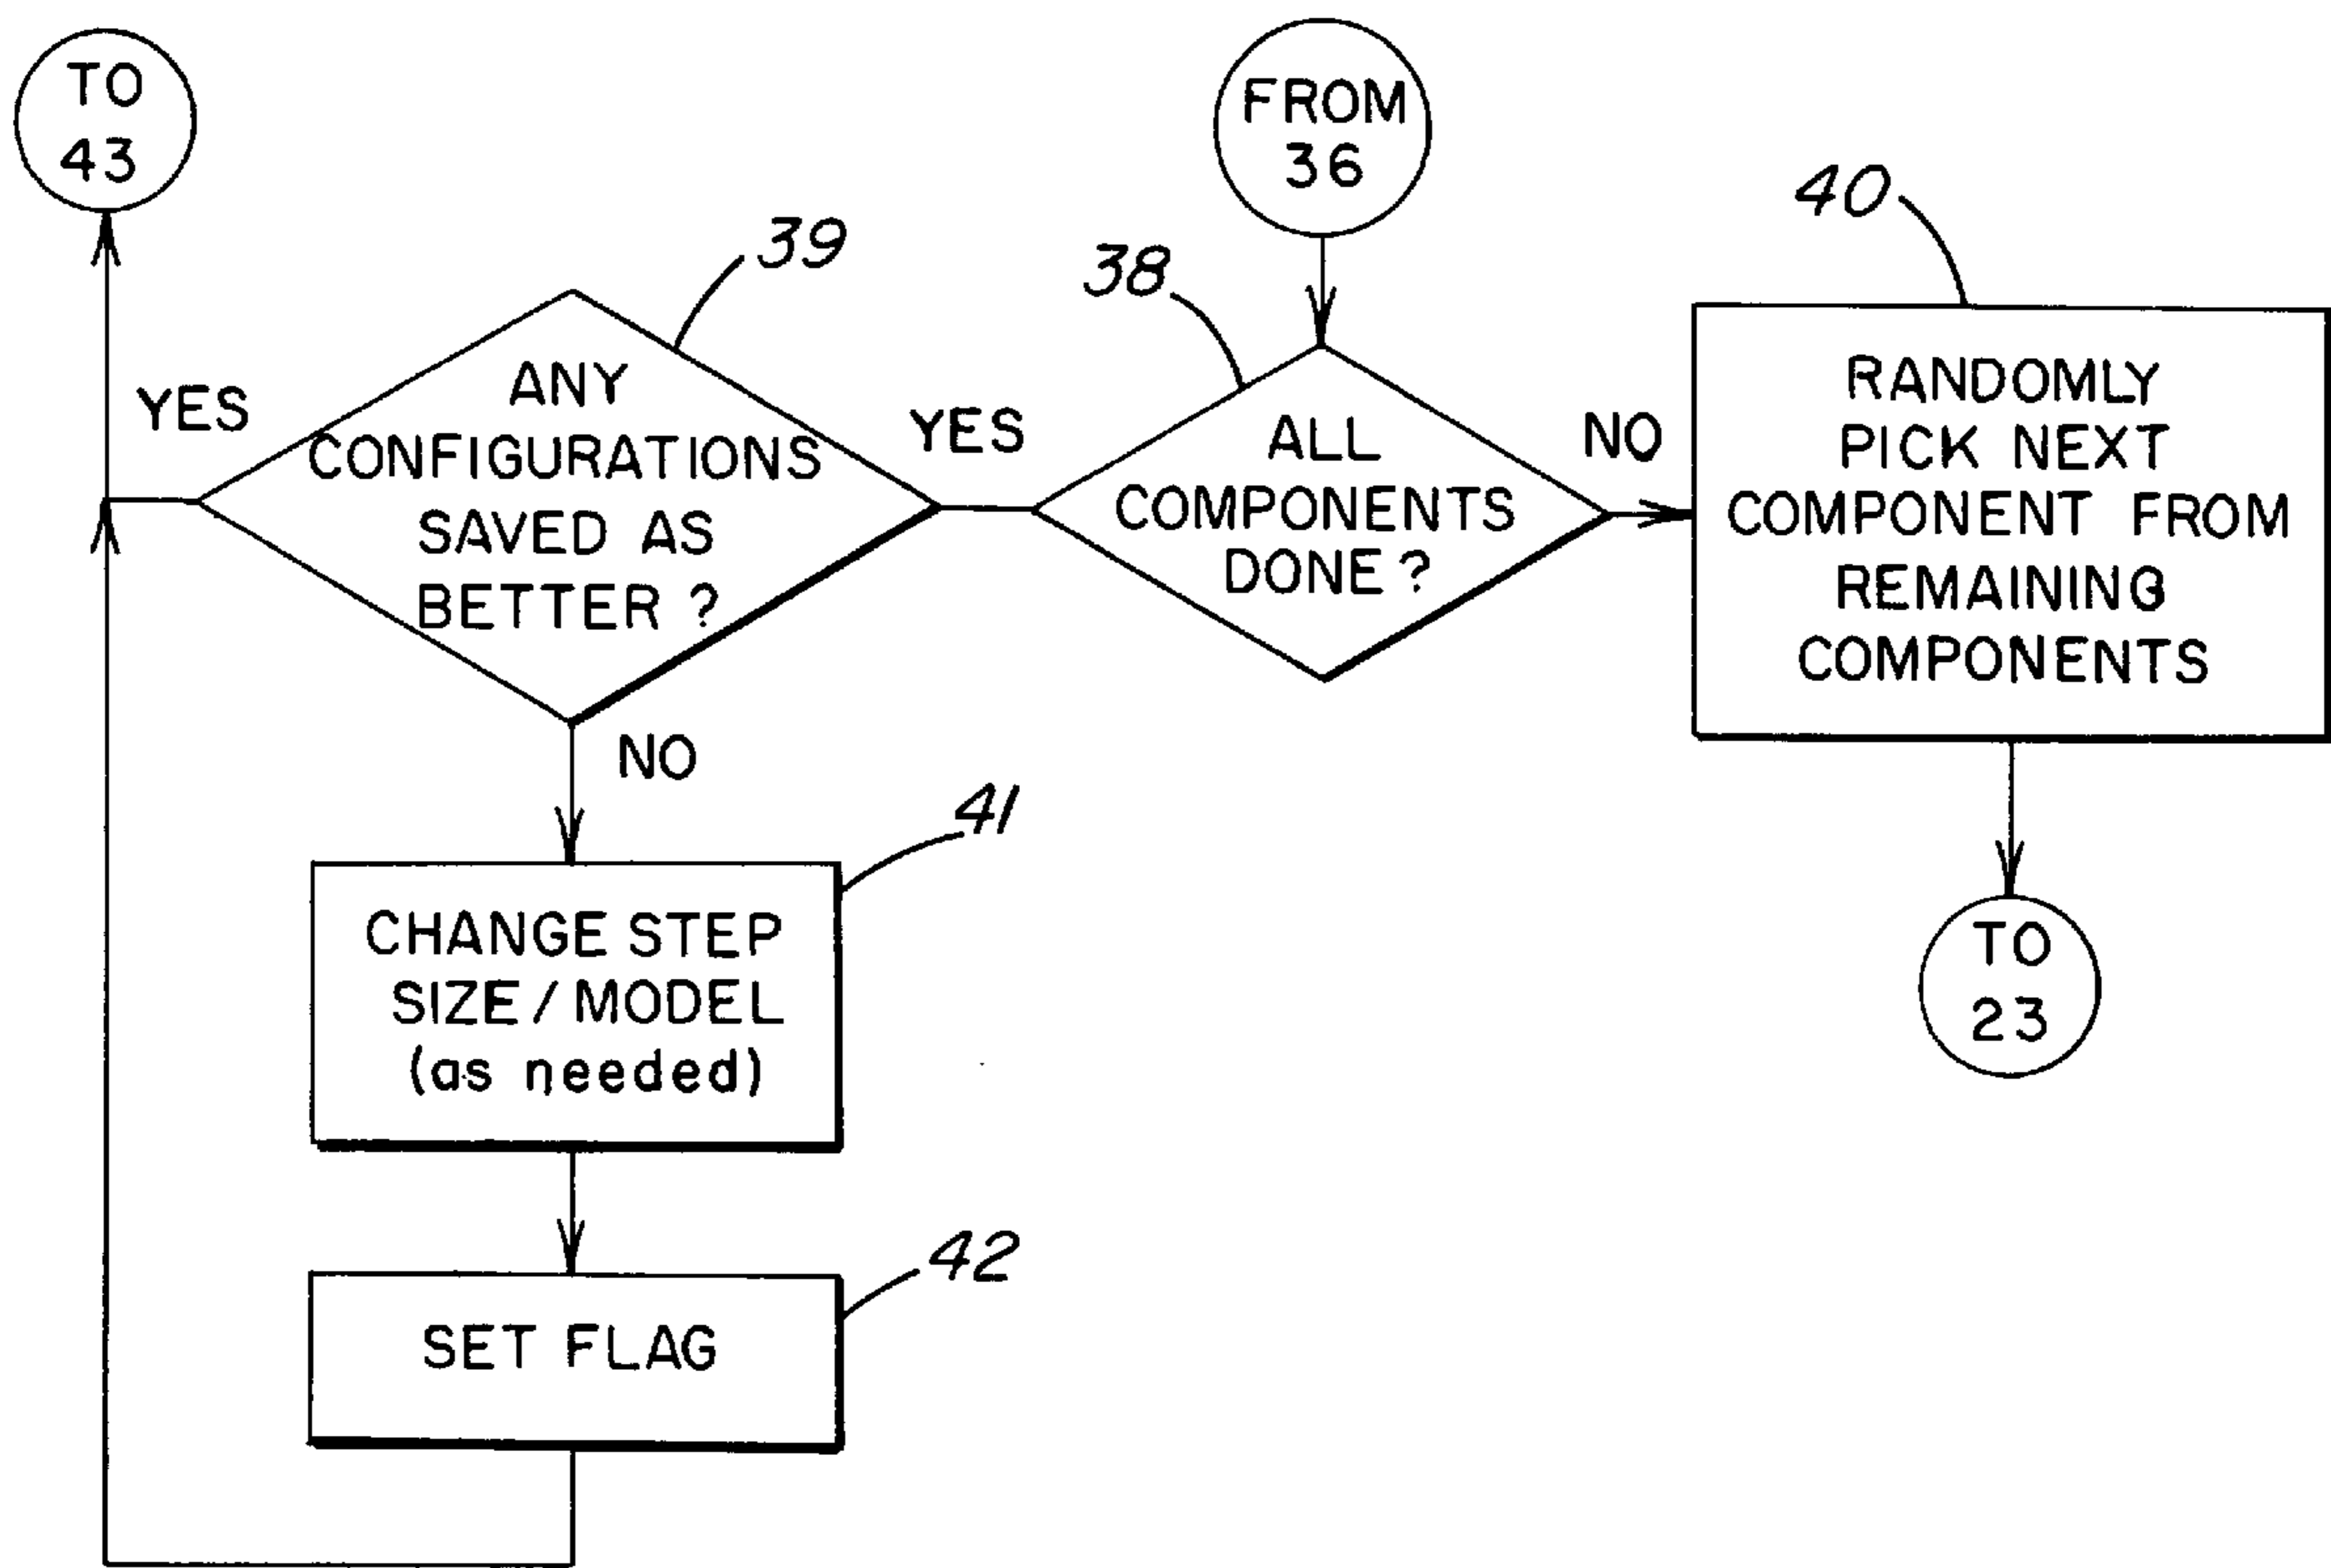 TO
43
FROM
36
40
39
38
YES
ANY
CONFIGURATIONS
SAVED AS
BETTER ?
YES
ALL
COMPONENTS
DONE ?
NO
RANDOMLY
PICK NEXT
COMPONENT FROM
REMAINING
COMPONENTS
NO
41
CHANGE STEP
SIZE / MODEL
(as needed)
TO
23
42
SET FLAG